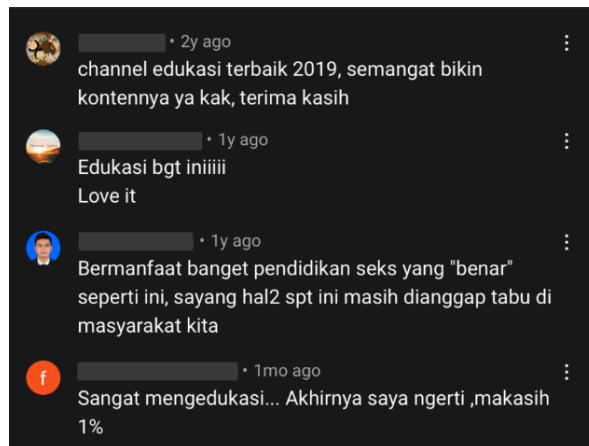 • 2y ago
channel edukasi terbaik 2019, semangat bikin
kontennya ya kak, terima kasih
• 1y ago
Edukasi bgt iniiiii
Love it
• 1y ago
Bermanfaat banget pendidikan seks yang "benar"
seperti ini, sayang hal2 spt ini masih dianggap tabu di
masyarakat kita
f
• 1mo ago
Sangat mengedukasi... Akhirnya saya ngerti ,makasih
1%